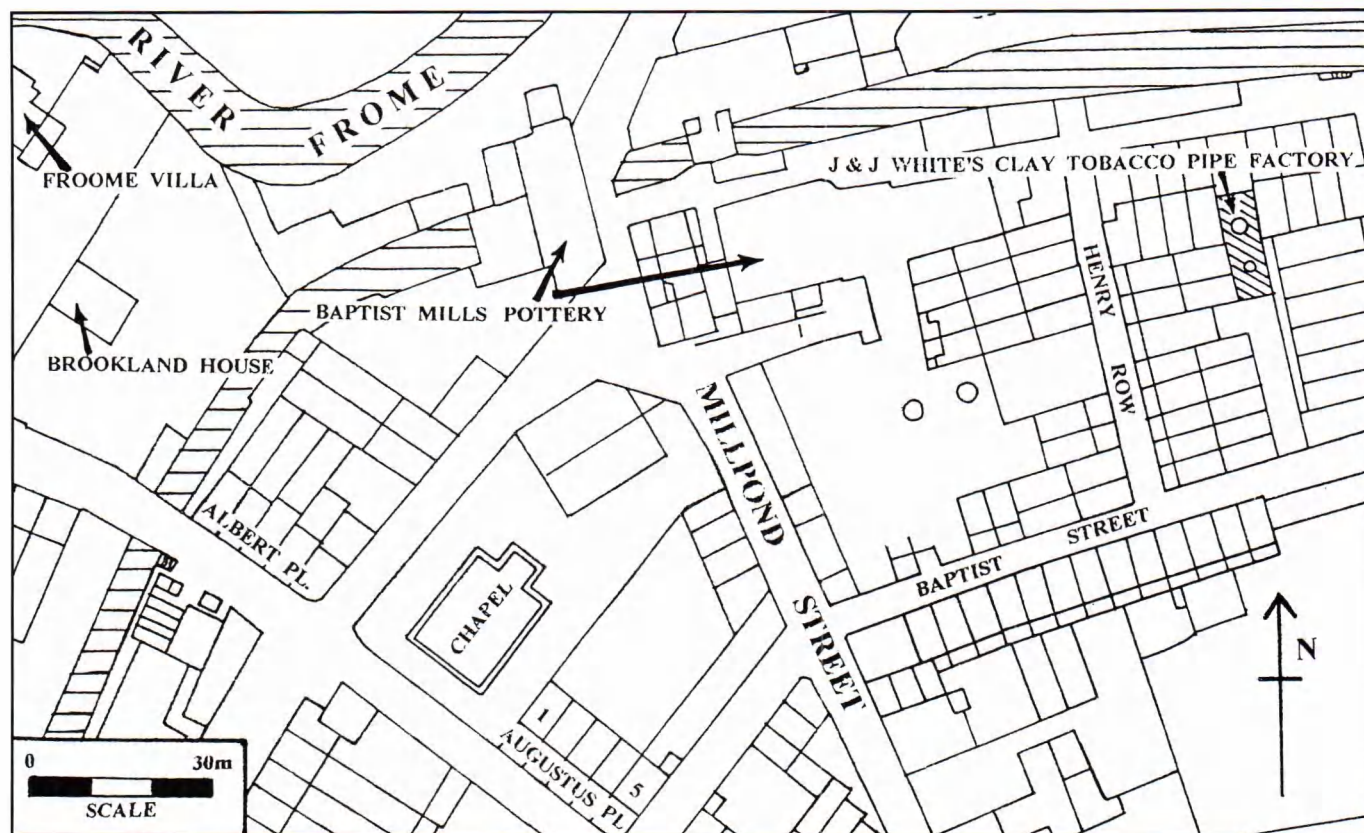 RIVER
FROME
FROOME VILLA
J & J WHITE'S CLAY TOBACCO PIPE FACTORY
BAPTIST MILLS POTTERY
BROOKLAND HOUSE
HENRY ROW
MILLPOND STREET
ALBERT PL.
CHAPEL
BAPTIST STREET
N
1
5
AUGUSTUS PL.
0 30m
SCALE